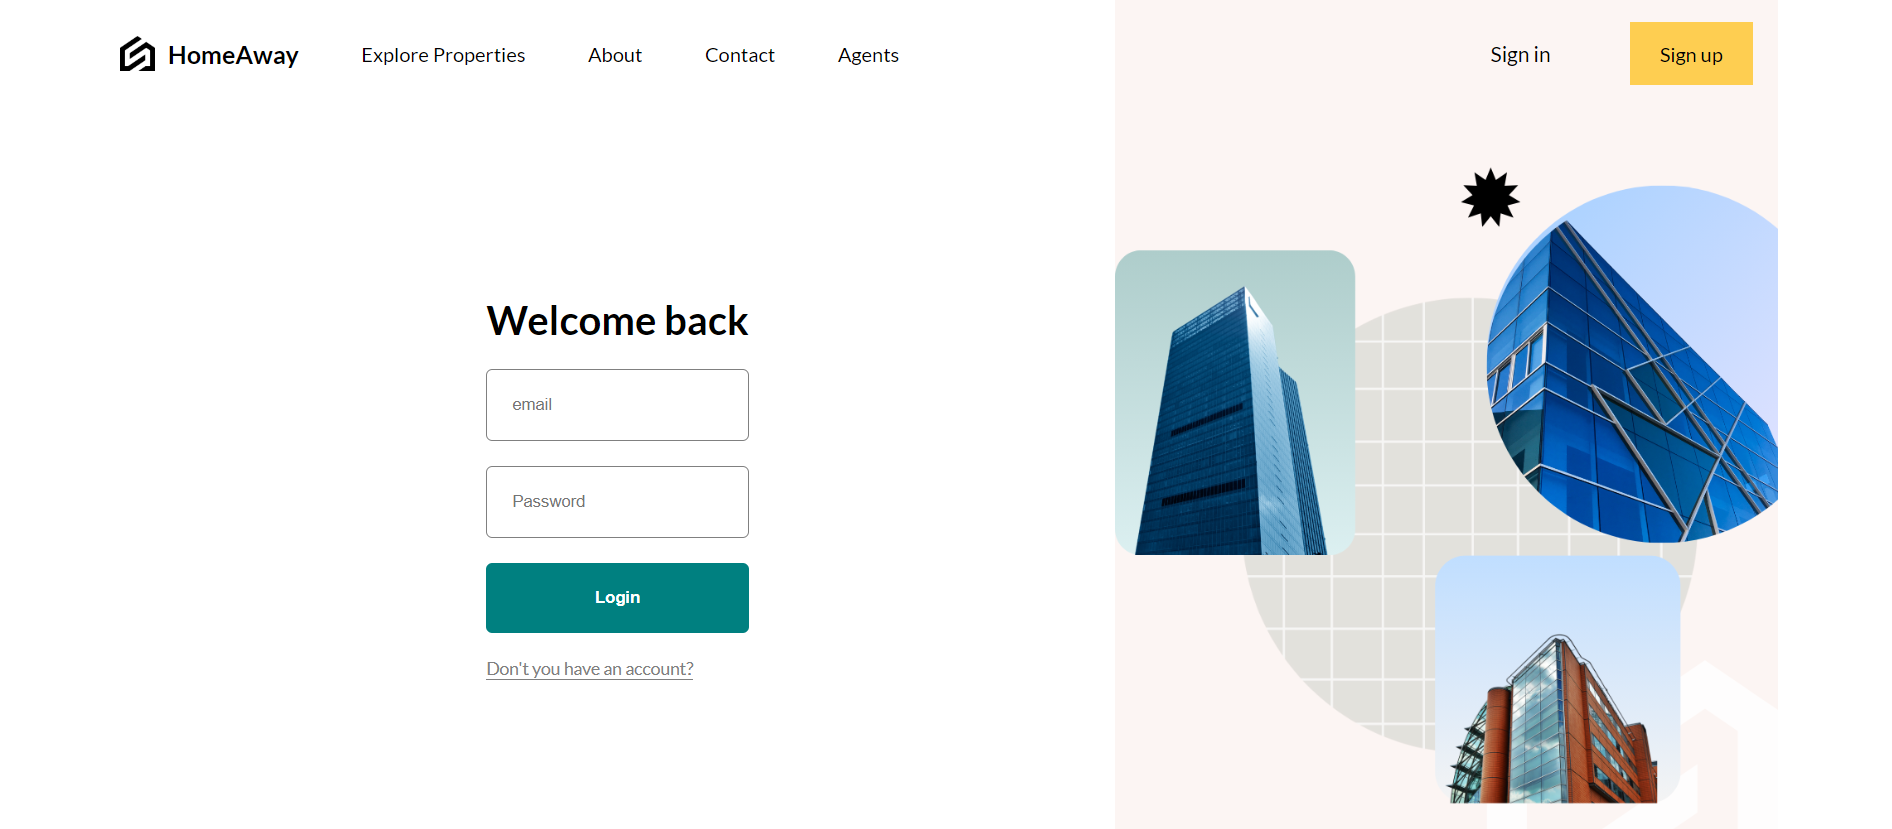 HomeAway Explore Properties About Contact Agents Sign in Sign up
Welcome back
email
Password
Login
Don't you have an account?